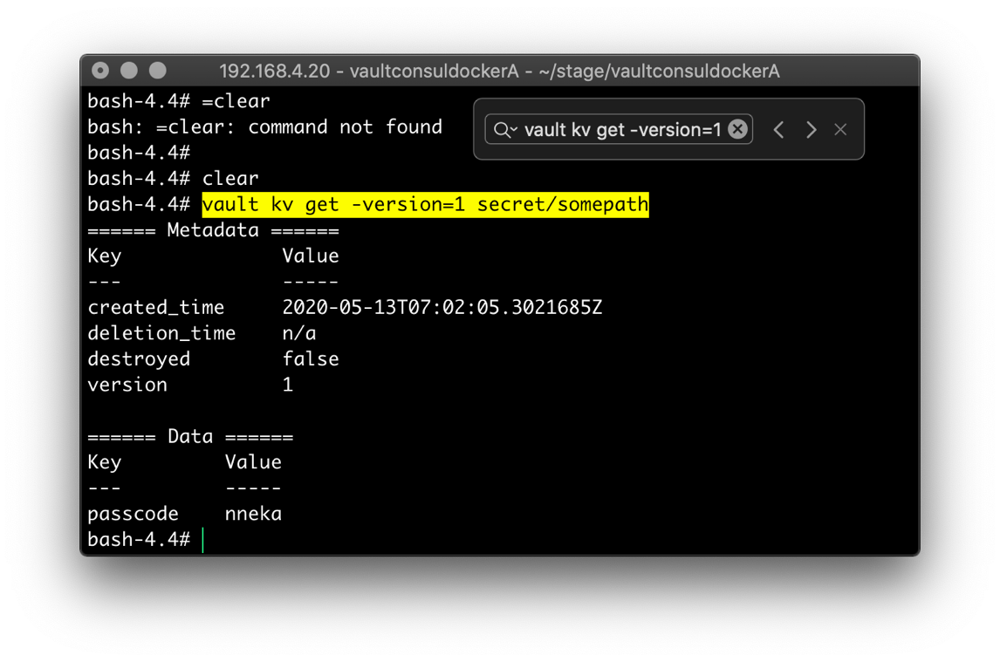 192.168.4.20 - vaultconsuldockerA - ~/stage/vaultconsuldockerA
bash-4.4# =clear
bash: =clear: command not found
vault kv get -version=1
bash-4.4#
bash-4.4# clear
bash-4.4# vault kv get -version=1 secret/somepath
====== Metadata ======
Key Value
--- -----
created_time 2020-05-13T07:02:05.3021685Z
deletion_time n/a
destroyed false
version 1
====== Data ======
Key Value
--- -----
passcode nneka
bash-4.4#